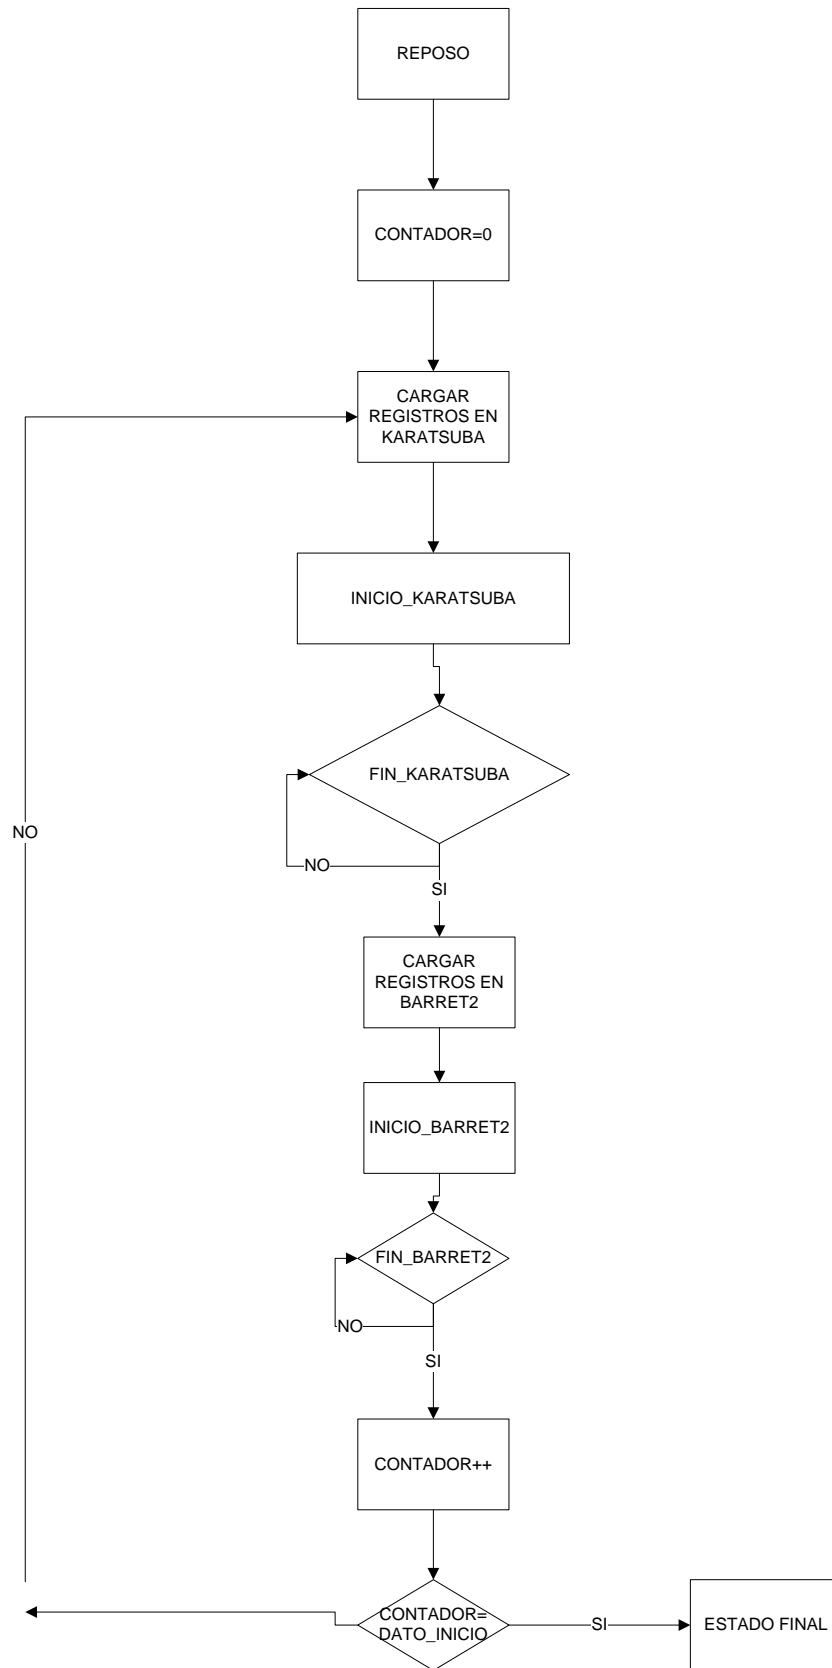 REPOSO
CONTADOR=0
CARGAR
REGISTROS EN
KARATSUBA
INICIO_KARATSUBA
FIN_KARATSUBA
NO
NO
SI
CARGAR
REGISTROS EN
BARRET2
INICIO_BARRET2
FIN_BARRET2
NO
SI
CONTADOR++
CONTADOR=
DATO_INICIO
SI
ESTADO FINAL